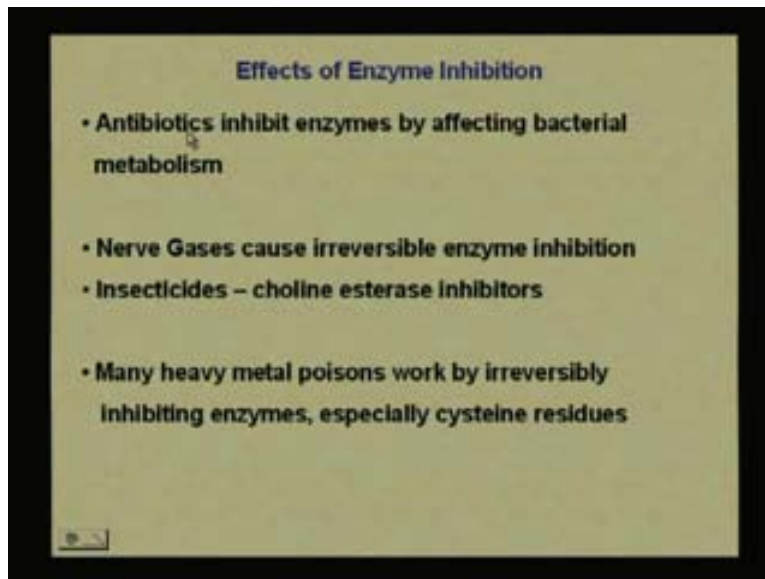 Effects of Enzyme Inhibition
• Antibiotics inhibit enzymes by affecting bacterial
metabolism
• Nerve Gases cause irreversible enzyme inhibition
• Insecticides – choline esterase inhibitors
• Many heavy metal poisons work by irreversibly
inhibiting enzymes, especially cysteine residues